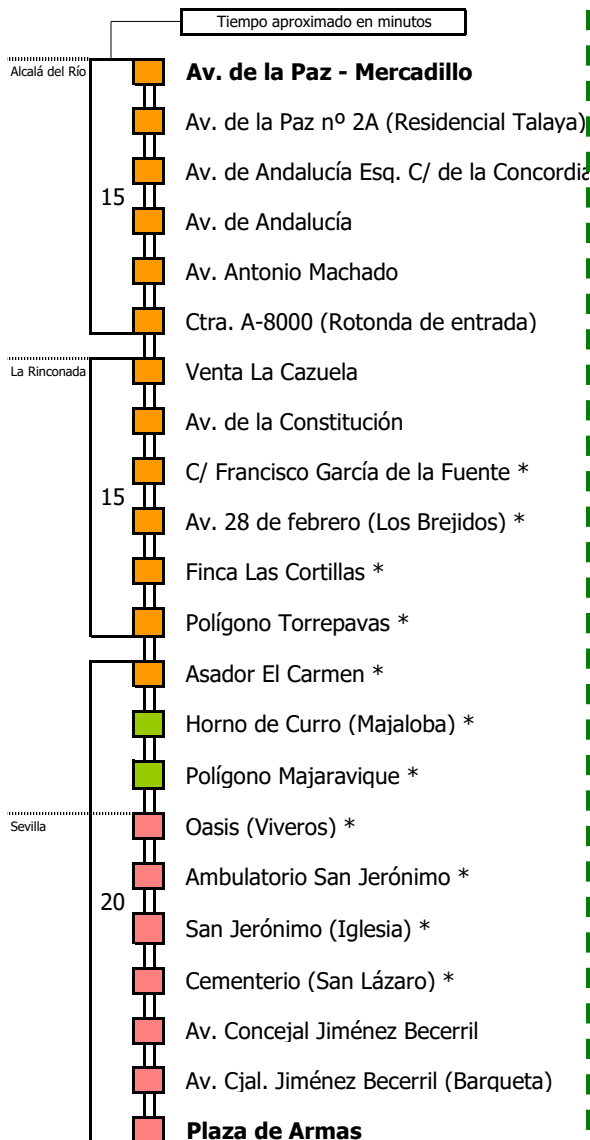 Tiempo aproximado en minutos
Alcalá del Río
Av. de la Paz - Mercadillo
Av. de la Paz nº 2A (Residencial Talaya)
Av. de Andalucía Esq. C/ de la Concordia
15
Av. de Andalucía
Av. Antonio Machado
Ctra. A-8000 (Rotonda de entrada)
La Rinconada
Venta La Cazuela
Av. de la Constitución
C/ Francisco García de la Fuente *
15
Av. 28 de febrero (Los Brejidos) *
Finca Las Cortillas *
Polígono Torrepavas *
Asador El Carmen *
Horno de Curro (Majaloba) *
Polígono Majaravique *
Sevilla
Oasis (Viveros) *
Ambulatorio San Jerónimo *
20
San Jerónimo (Iglesia) *
Cementerio (San Lázaro) *
Av. Concejal Jiménez Becerril
Av. Cjal. Jiménez Becerril (Barqueta)
Plaza de Armas